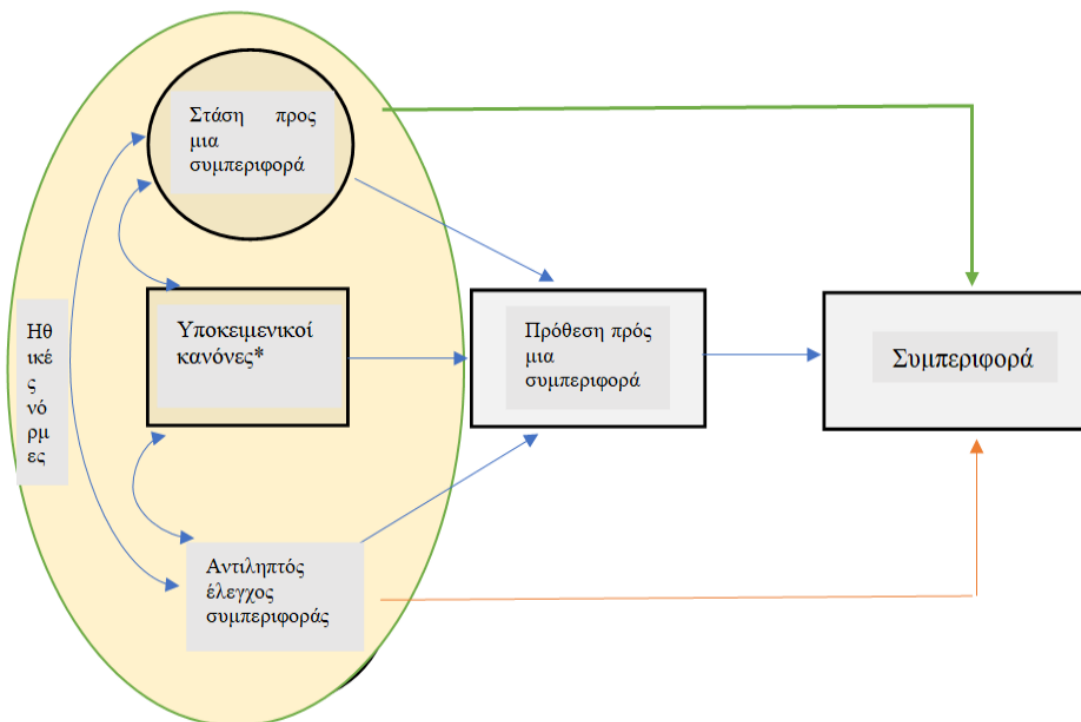 Στάση προς
μια
συμπεριφορά
Ηθ
ικέ
ς
νό
ρμ
ες
Υποκειμενικοί
κανόνες*
Πρόθεση πρός
μια
συμπεριφορά
Συμπεριφορά
Αντιληπτός
έλεγχος
συμπεριφοράς